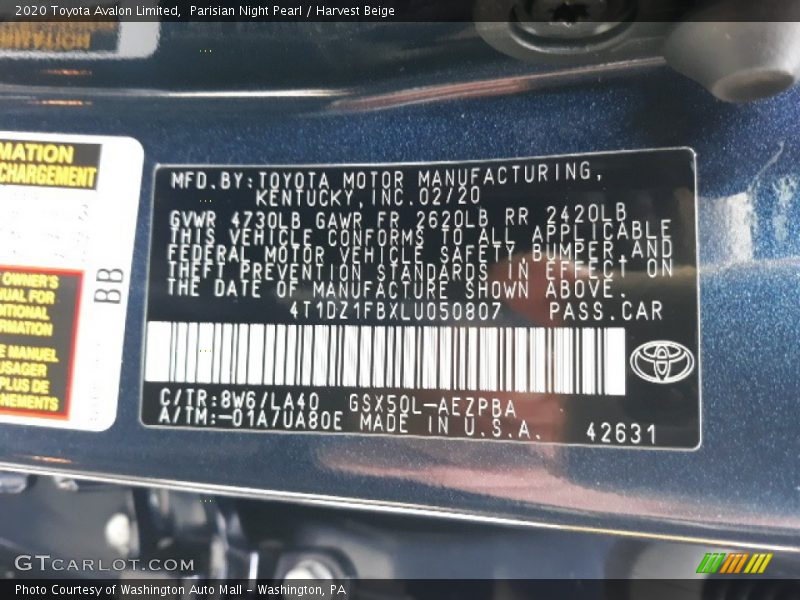 2020 Toyota Avalon Limited,  Parisian Night Pearl / Harvest Beige
MATION
CHARGEMENT
OWNER'S
UAL FOR
TIONAL
RMATION
E MANUEL
USAGER
PLUS DE
NEMENTS
BB
MFD.BY:TOYOTA MOTOR MANUFACTURING,
KENTUCKY,INC.02/20
GVWR 4730LB GAWR FR 2620LB RR 2420LB
THIS VEHICLE CONFORMS TO ALL APPLICABLE
FEDERAL MOTOR VEHICLE SAFETY BUMPER,AND
THEFT PREVENTION STANDARDS IN EFFECT ON
THE DATE OF MANUFACTURE SHOWN ABOVE.
4T1DZ1FBXLU050807 PASS.CAR
C/TR:8W6/LA40 GSX50L-AEZPBA
A/TM:-01A/UA80E MADE IN U.S.A. 42631
GTCARLOT.COM
Photo Courtesy of Washington Auto Mall - Washington, PA